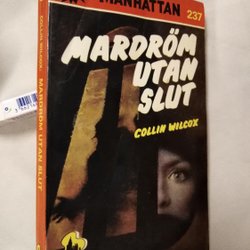 MANHATTAN
237
MARDRÖM
UTAN
SLUT
COLLIN WILCOX
COLLIN WILCOX MARDRÖM UTAN SLUT